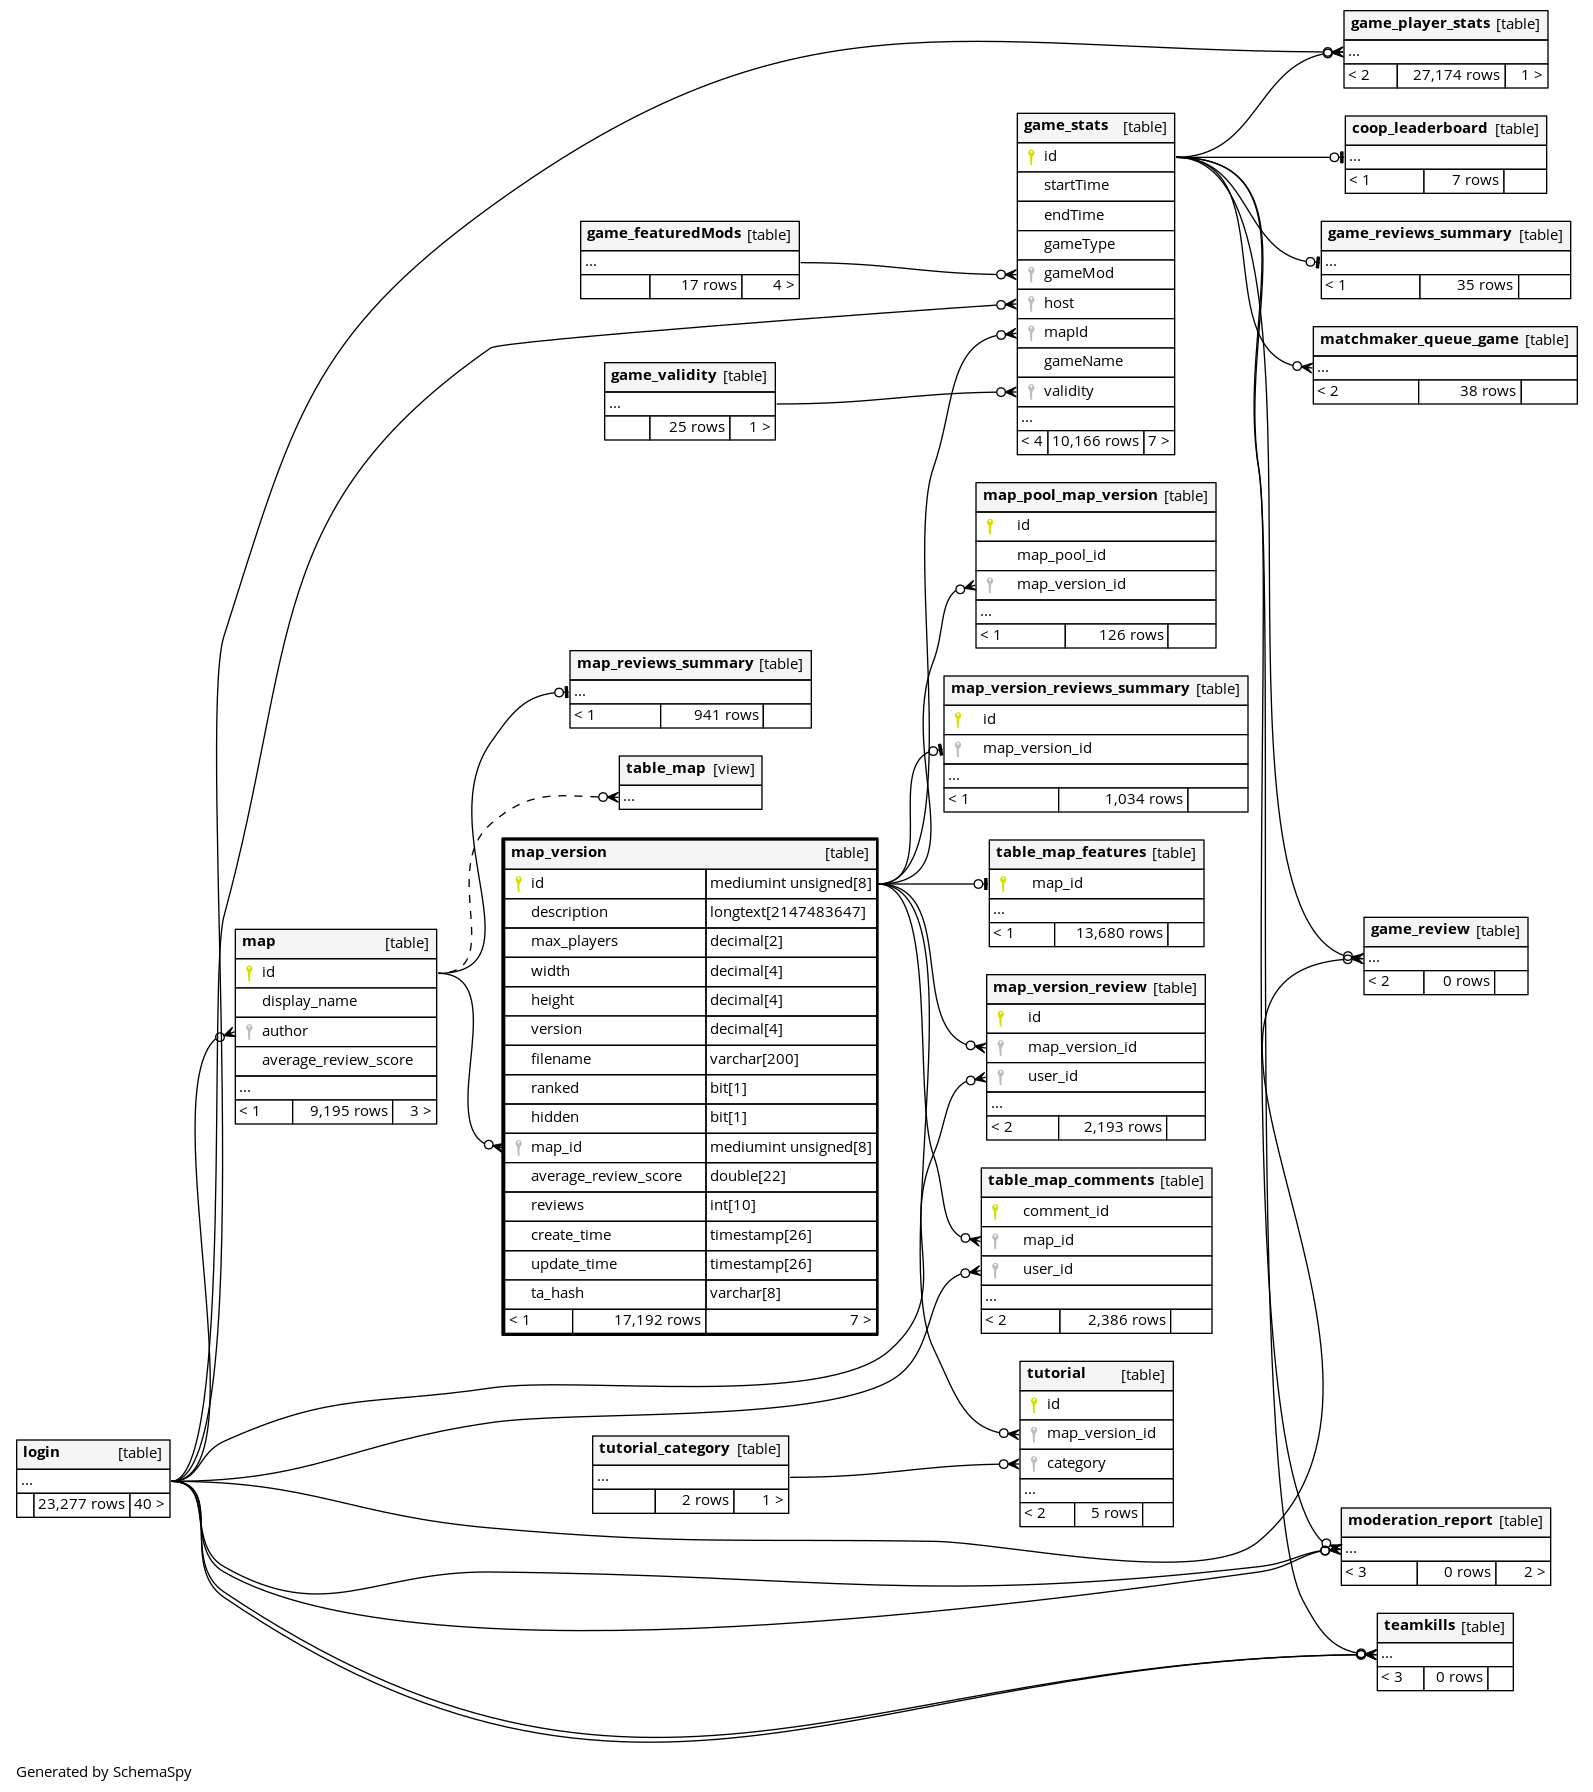 game_player_stats [table]
...
< 2 27,174 rows 1 >
game_stats [table]
id
startTime
endTime
gameType
gameMod
host
mapId
gameName
validity
...
< 4 10,166 rows 7 >
coop_leaderboard [table]
...
< 1 7 rows
game_featuredMods [table]
...
17 rows 4 >
game_reviews_summary [table]
...
< 1 35 rows
matchmaker_queue_game [table]
...
< 2 38 rows
game_validity [table]
...
25 rows 1 >
map_pool_map_version [table]
id
map_pool_id
map_version_id
...
< 1 126 rows
map_reviews_summary [table]
...
< 1 941 rows
map_version_reviews_summary [table]
id
map_version_id
...
< 1 1,034 rows
table_map [view]
...
map_version [table]
id mediumint unsigned[8]
description longtext[2147483647]
max_players decimal[2]
width decimal[4]
height decimal[4]
version decimal[4]
filename varchar[200]
ranked bit[1]
hidden bit[1]
map_id mediumint unsigned[8]
average_review_score double[22]
reviews int[10]
create_time timestamp[26]
update_time timestamp[26]
ta_hash varchar[8]
< 1 17,192 rows 7 >
table_map_features [table]
map_id
...
< 1 13,680 rows
map [table]
id
display_name
author
average_review_score
...
< 1 9,195 rows 3 >
game_review [table]
...
< 2 0 rows
map_version_review [table]
id
map_version_id
user_id
...
< 2 2,193 rows
table_map_comments [table]
comment_id
map_id
user_id
...
< 2 2,386 rows
tutorial [table]
id
map_version_id
category
...
< 2 5 rows
login [table]
...
23,277 rows 40 >
tutorial_category [table]
...
2 rows 1 >
moderation_report [table]
...
< 3 0 rows 2 >
teamkills [table]
...
< 3 0 rows
Generated by SchemaSpy